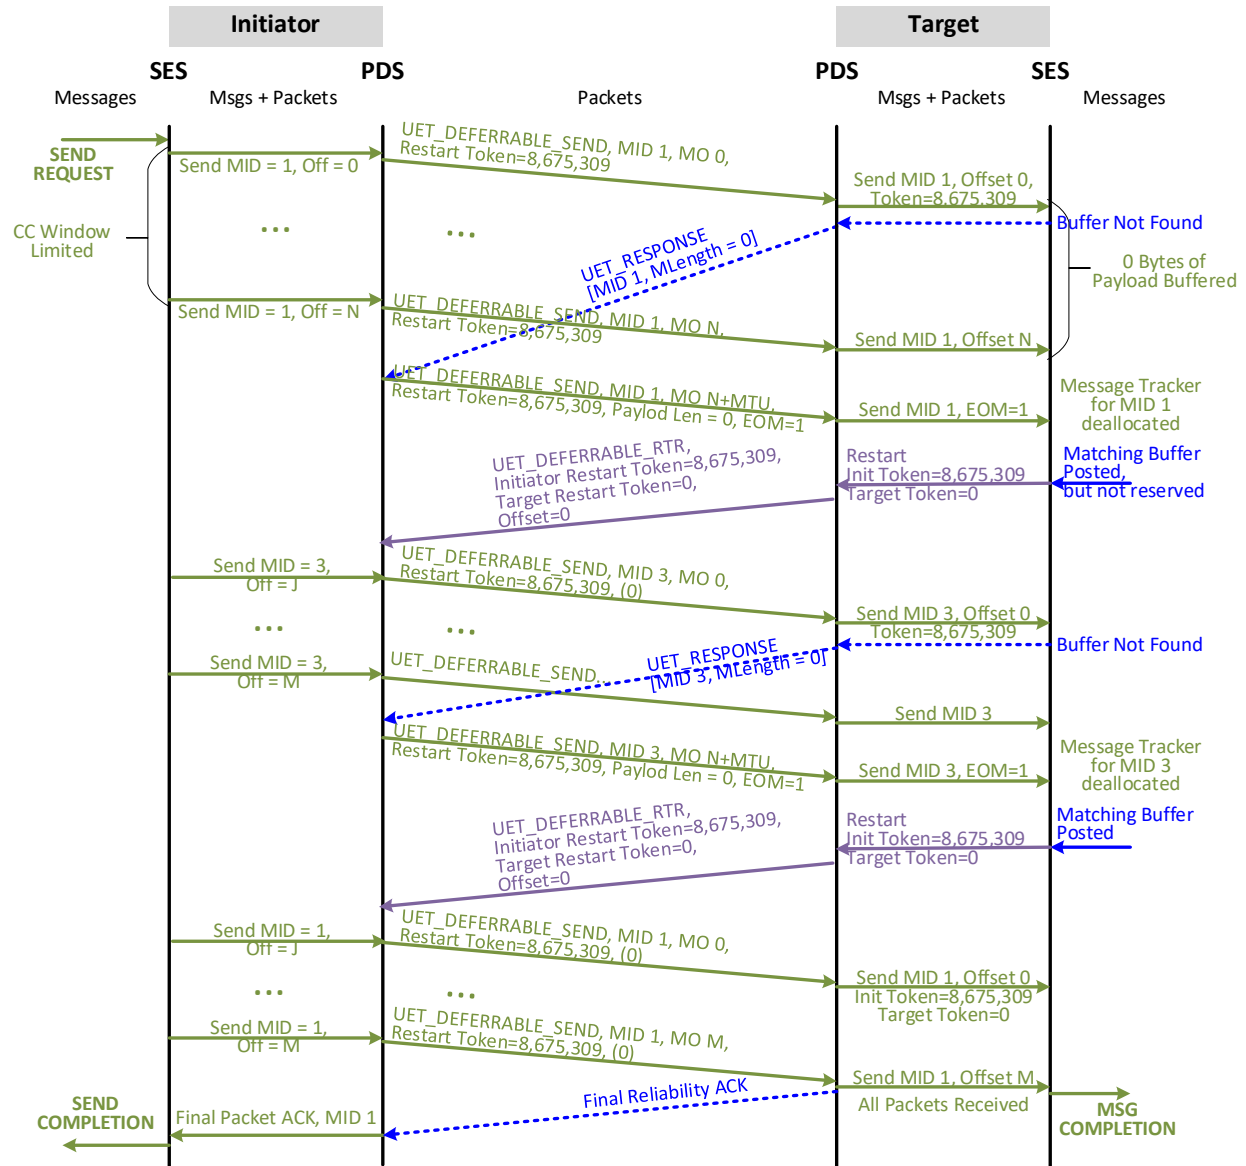 Initiator
Target
SES
PDS
PDS
SES
Messages
Msgs + Packets
Packets
Msgs + Packets
Messages
SEND
REQUEST
Send MID = 1, Off = 0
UET_DEFERRABLE_SEND, MID 1, MO 0,
Restart Token=8,675,309
Send MID 1, Offset 0,
Token=8,675,309
Buffer Not Found
CC Window
Limited
...
...
UET_RESPONSE
[MID 1, MLength = 0]
0 Bytes of
Payload Buffered
Send MID = 1, Off = N
UET_DEFERRABLE_SEND, MID 1, MO N,
Restart Token=8,675,309
Send MID 1, Offset N
UET_DEFERRABLE_SEND, MID 1, MO N+MTU,
Restart Token=8,675,309, Paylod Len = 0, EOM=1
Send MID 1, EOM=1
Message Tracker
for MID 1
deallocated
UET_DEFERRABLE_RTR,
Initiator Restart Token=8,675,309,
Target Restart Token=0,
Offset=0
Restart
Init Token=8,675,309
Target Token=0
Matching Buffer
Posted,
but not reserved
Send MID = 3,
Off = J
UET_DEFERRABLE_SEND, MID 3, MO 0,
Restart Token=8,675,309, (0)
Send MID 3, Offset 0
Token=8,675,309
...
...
Buffer Not Found
UET_RESPONSE
[MID 3, MLength = 0]
Send MID = 3,
Off = M
UET_DEFERRABLE_SEND...
Send MID 3
UET_DEFERRABLE_SEND, MID 3, MO N+MTU,
Restart Token=8,675,309, Paylod Len = 0, EOM=1
Send MID 3, EOM=1
Message Tracker
for MID 3
deallocated
UET_DEFERRABLE_RTR,
Initiator Restart Token=8,675,309,
Target Restart Token=0,
Offset=0
Restart
Init Token=8,675,309
Target Token=0
Matching Buffer
Posted
Send MID = 1,
Off = J
UET_DEFERRABLE_SEND, MID 1, MO 0,
Restart Token=8,675,309, (0)
Send MID 1, Offset 0
Init Token=8,675,309
Target Token=0
...
...
Send MID = 1,
Off = M
UET_DEFERRABLE_SEND, MID 1, MO M,
Restart Token=8,675,309, (0)
Send MID 1, Offset M
All Packets Received
Final Reliability ACK
SEND
COMPLETION
Final Packet ACK, MID 1
MSG
COMPLETION